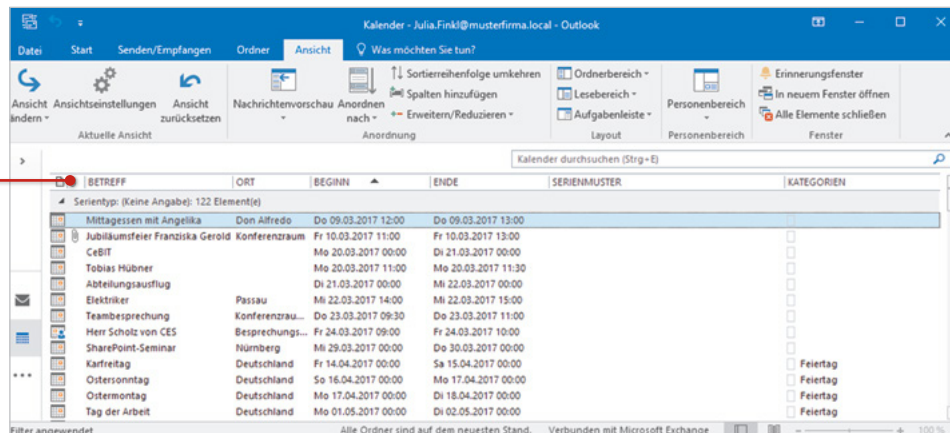 Kalender - Julia.Finkl@musterfirma.local - Outlook
Datei Start Senden/Empfangen Ordner Ansicht Was möchten Sie tun?
Ansicht ändern Ansichtseinstellungen Ansicht zurücksetzen
Aktuelle Ansicht
Nachrichtenvorschau Anordnen nach
Sortierreihenfolge umkehren
Spalten hinzufügen
Erweitern/Reduzieren
Anordnung
Ordnerbereich
Lesebereich
Aufgabenleiste
Layout
Personenbereich
Personenbereich
Erinnerungsfenster
In neuem Fenster öffnen
Alle Elemente schließen
Fenster
Kalender durchsuchen (Strg+E)
BETREFF ORT BEGINN ENDE SERIENMUSTER KATEGORIEN
Serientyp: (Keine Angabe): 122 Element(e)
Mittagessen mit Angelika Don Alfredo Do 09.03.2017 12:00 Do 09.03.2017 13:00
Jubiläumsfeier Franziska Gerold Konferenzraum Fr 10.03.2017 11:00 Fr 10.03.2017 13:00
CeBIT Mo 20.03.2017 00:00 Di 21.03.2017 00:00
Tobias Hübner Mo 20.03.2017 11:00 Mo 20.03.2017 11:30
Abteilungsausflug Di 21.03.2017 00:00 Mi 22.03.2017 00:00
Elektriker Passau Mi 22.03.2017 14:00 Mi 22.03.2017 15:00
Teambesprechung Konferenzrau... Do 23.03.2017 09:30 Do 23.03.2017 11:00
Herr Scholz von CES Besprechungs... Fr 24.03.2017 09:00 Fr 24.03.2017 10:00
SharePoint-Seminar Nürnberg Mi 29.03.2017 00:00 Do 30.03.2017 00:00
Karfreitag Deutschland Fr 14.04.2017 00:00 Sa 15.04.2017 00:00 Feiertag
Ostersonntag Deutschland So 16.04.2017 00:00 Mo 17.04.2017 00:00 Feiertag
Ostermontag Deutschland Mo 17.04.2017 00:00 Di 18.04.2017 00:00 Feiertag
Tag der Arbeit Deutschland Mo 01.05.2017 00:00 Di 02.05.2017 00:00 Feiertag
Filter angewendet Alle Ordner sind auf dem neuesten Stand. Verbunden mit Microsoft Exchange 100 %